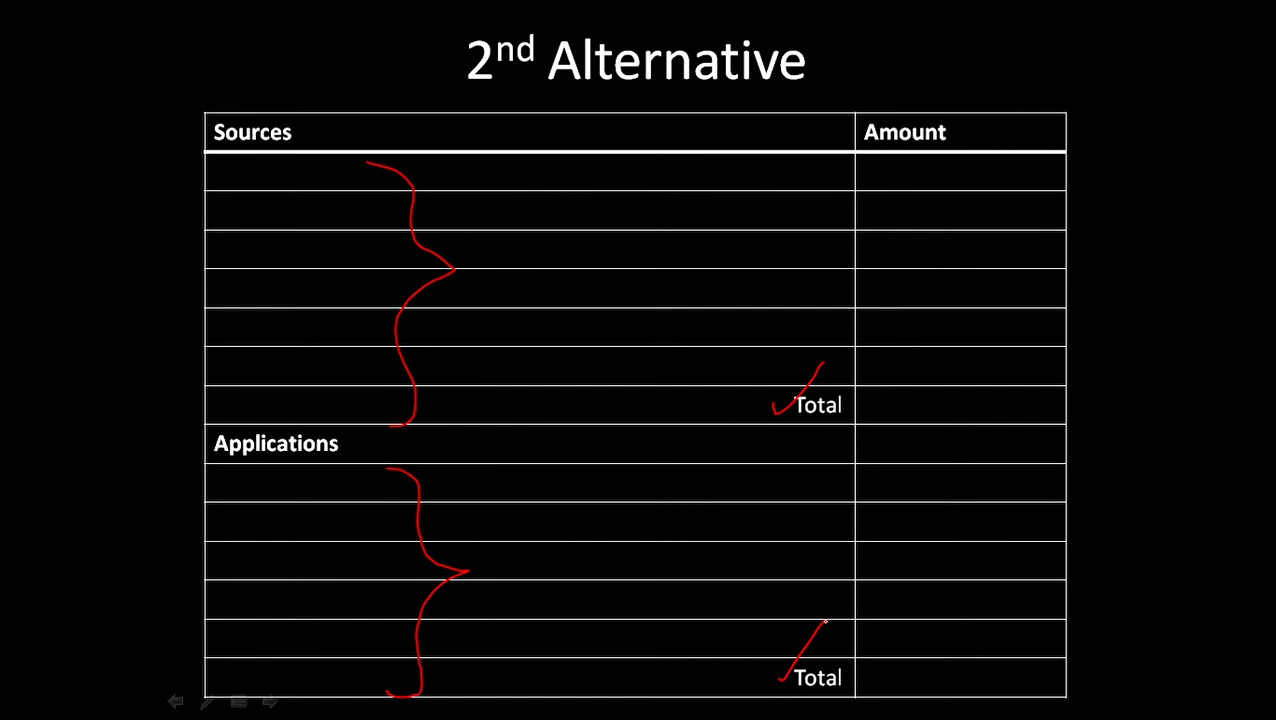 2nd Alternative
Sources Amount
Total
Applications
Total